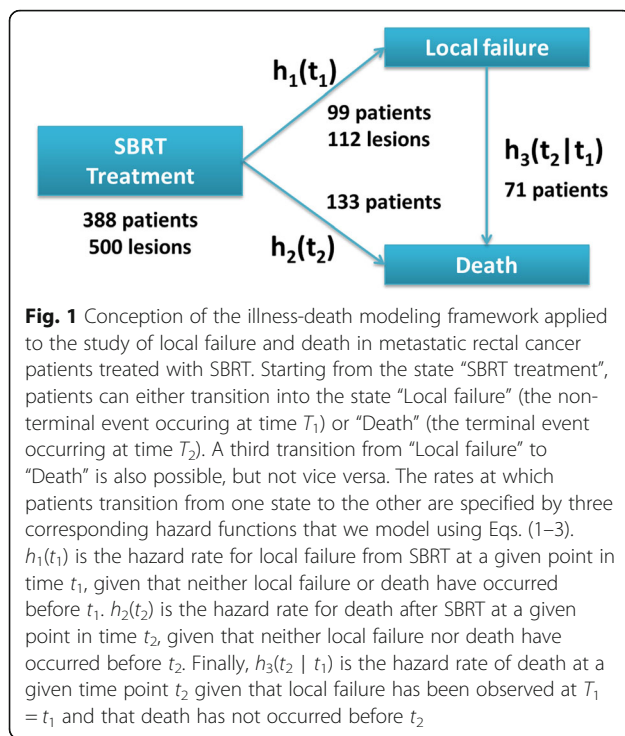 Local failure
h₁(t₁)
99 patients
112 lesions
h₃(t₂|t₁)
71 patients
SBRT
Treatment
133 patients
388 patients
500 lesions
h₂(t₂)
Death
Fig. 1 Conception of the illness-death modeling framework applied
to the study of local failure and death in metastatic rectal cancer
patients treated with SBRT. Starting from the state “SBRT treatment”,
patients can either transition into the state “Local failure” (the non-
terminal event occuring at time T₁) or “Death” (the terminal event
occurring at time T₂). A third transition from “Local failure” to
“Death” is also possible, but not vice versa. The rates at which
patients transition from one state to the other are specified by three
corresponding hazard functions that we model using Eqs. (1–3).
h₁(t₁) is the hazard rate for local failure from SBRT at a given point in
time t₁, given that neither local failure or death have occurred
before t₁. h₂(t₂) is the hazard rate for death after SBRT at a given
point in time t₂, given that neither local failure nor death have
occurred before t₂. Finally, h₃(t₂ | t₁) is the hazard rate of death at a
given time point t₂ given that local failure has been observed at T₁
= t₁ and that death has not occurred before t₂